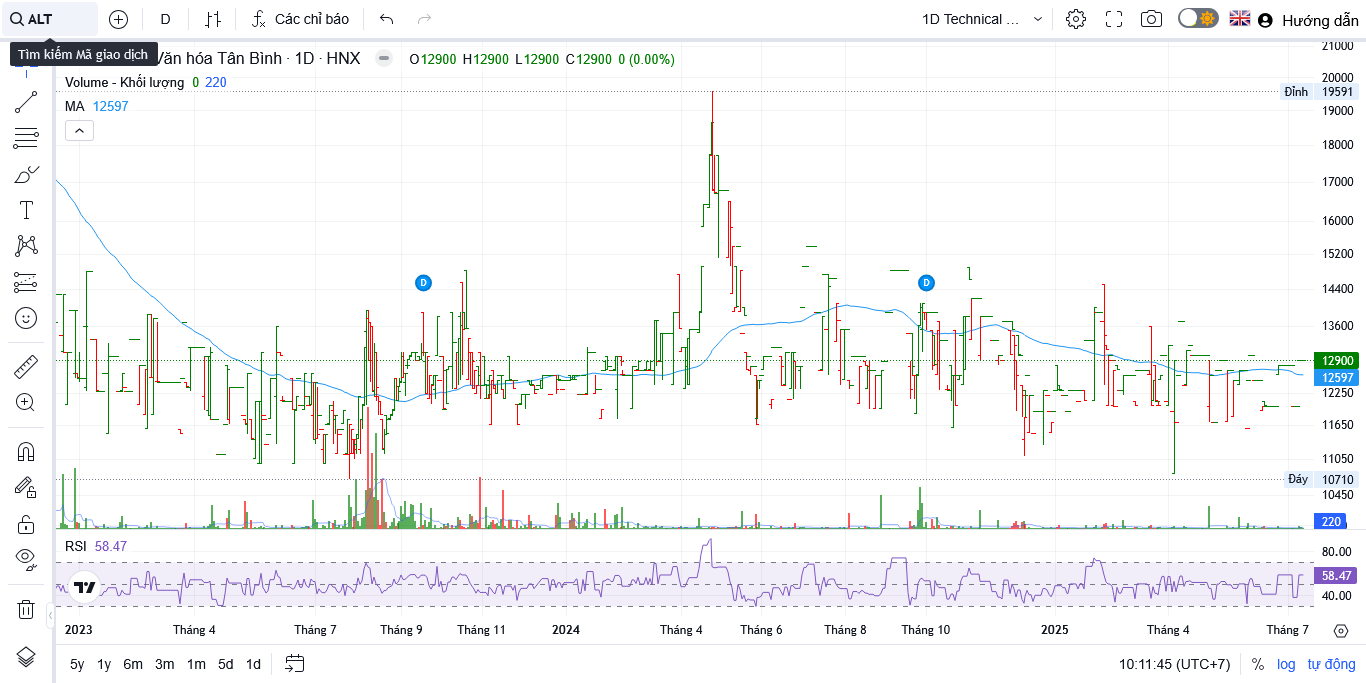 ALT
D
Các chỉ báo
1D Technical ...
Hướng dẫn
Tìm kiếm Mã giao dịch
Văn hóa Tân Bình · 1D · HNX
O12900 H12900 L12900 C12900 0 (0.00%)
Volume - Khối lượng 0 220
MA 12597
21000
20000
Đỉnh 19591
19000
18000
17000
16000
15200
14400
13600
12900
12597
12250
11650
11050
Đáy 10710
10450
220
D
D
RSI 58.47
80.00
58.47
40.00
2023 Tháng 4 Tháng 7 Tháng 9 Tháng 11 2024 Tháng 4 Tháng 6 Tháng 8 Tháng 10 2025 Tháng 4 Tháng 7
5y 1y 6m 3m 1m 5d 1d
10:11:45 (UTC+7) % log tự động